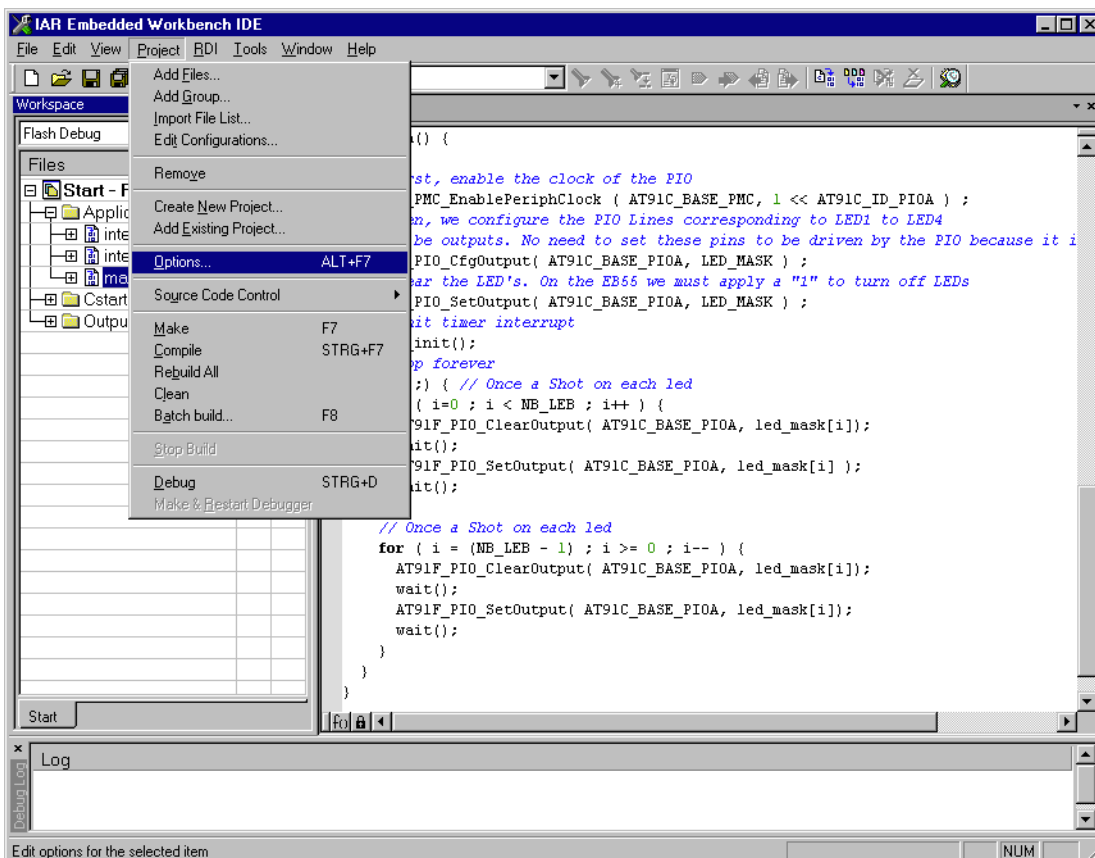 IAR Embedded Workbench IDE
File Edit View Project RDI Tools Window Help
Workspace
Flash Debug
Files
Start - F
Applic
inte
inte
ma
Cstart
Outpu
Start
Add Files...
Add Group...
Import File List...
Edit Configurations...
Remove
Create New Project...
Add Existing Project...
Options... ALT+F7
Source Code Control
Make F7
Compile STRG+F7
Rebuild All
Clean
Batch build... F8
Stop Build
Debug STRG+D
Make & Restart Debugger
() {
rst, enable the clock of the PIO
_PMC_EnablePeriphClock ( AT91C_BASE_PMC, 1 << AT91C_ID_PIOA ) ;
n, we configure the PIO Lines corresponding to LED1 to LED4
be outputs. No need to set these pins to be driven by the PIO because it i
_PIO_CfgOutput( AT91C_BASE_PIOA, LED_MASK ) ;
ar the LED's. On the EB55 we must apply a "1" to turn off LEDs
_PIO_SetOutput( AT91C_BASE_PIOA, LED_MASK ) ;
it timer interrupt
_init();
op forever
;) { // Once a Shot on each led
( i=0 ; i < NB_LEB ; i++ ) {
T91F_PIO_ClearOutput( AT91C_BASE_PIOA, led_mask[i]);
it();
T91F_PIO_SetOutput( AT91C_BASE_PIOA, led_mask[i] );
it();
// Once a Shot on each led
for ( i = (NB_LEB - 1) ; i >= 0 ; i-- ) {
AT91F_PIO_ClearOutput( AT91C_BASE_PIOA, led_mask[i]);
wait();
AT91F_PIO_SetOutput( AT91C_BASE_PIOA, led_mask[i]);
wait();
}
}
}
f()
Log
Debug Log
Edit options for the selected item
NUM